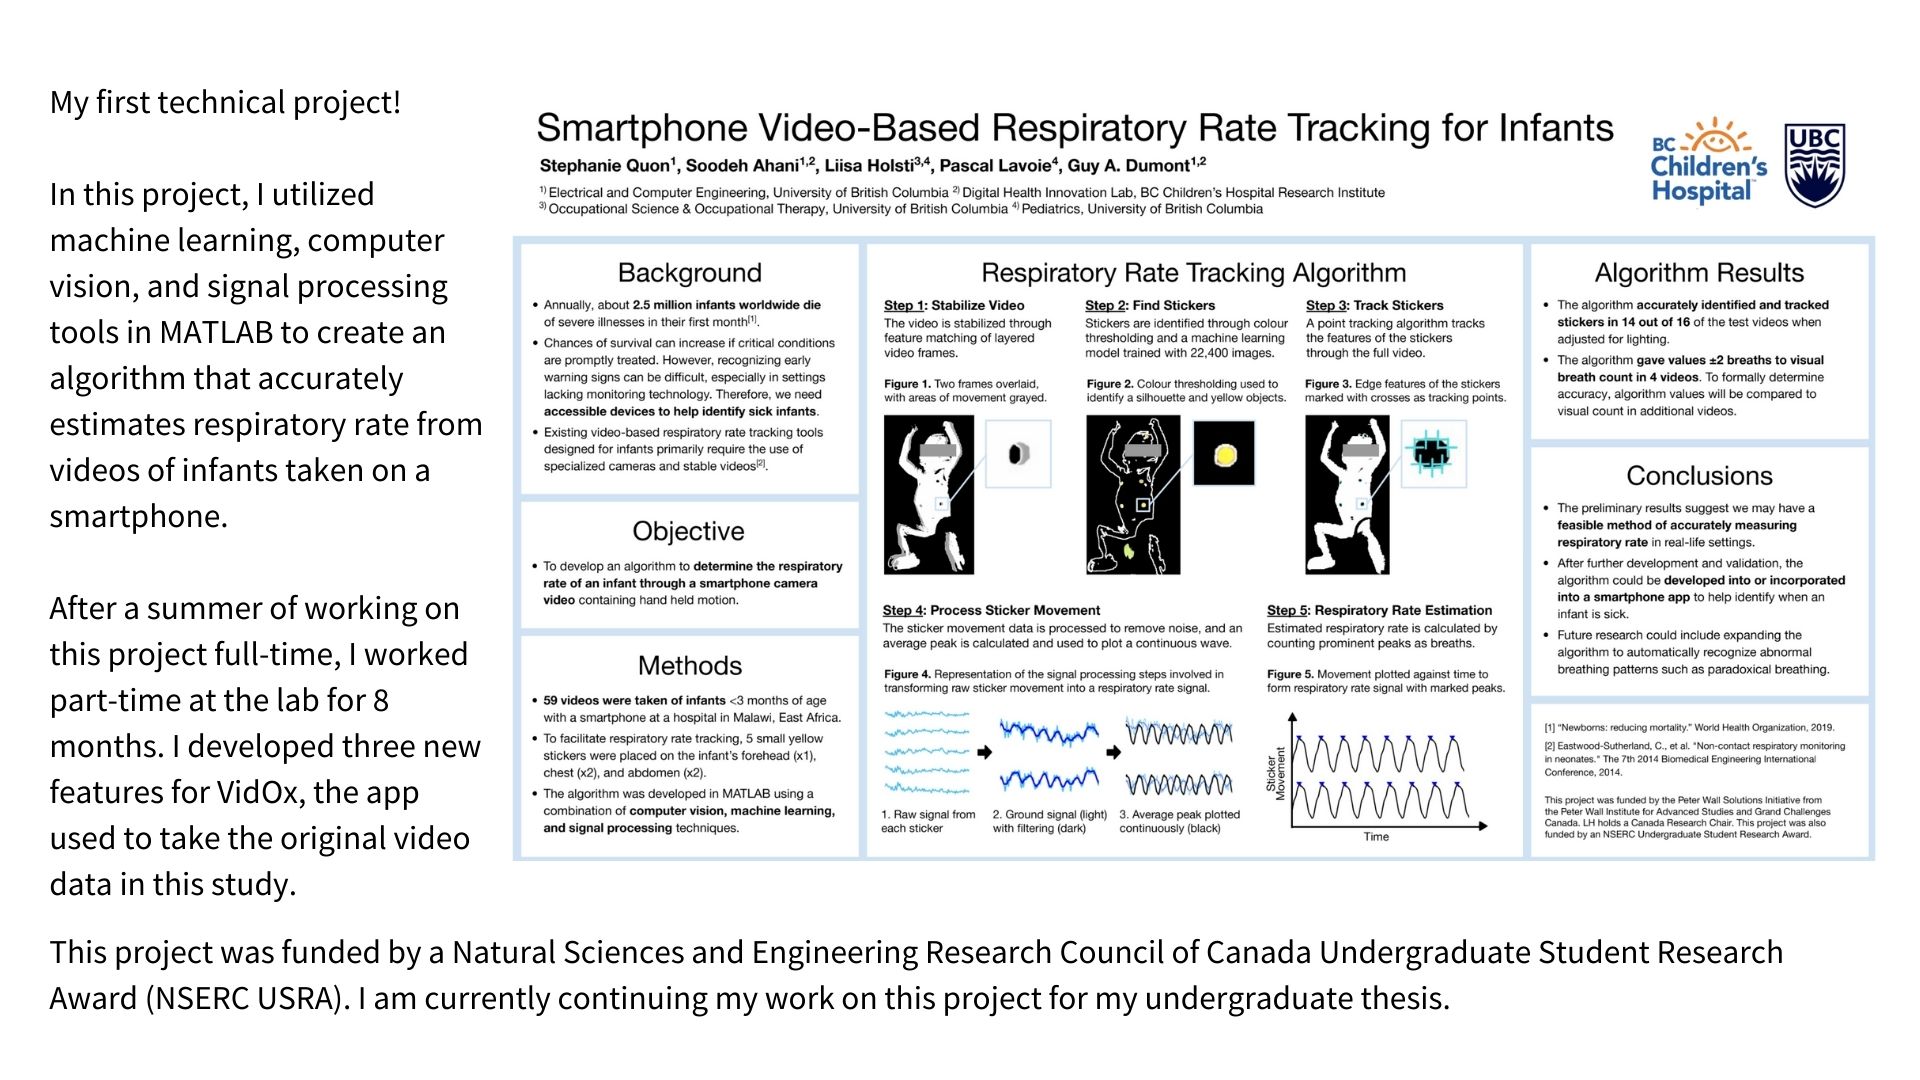 My first technical project!
In this project, I utilized
machine learning, computer
vision, and signal processing
tools in MATLAB to create an
algorithm that accurately
estimates respiratory rate from
videos of infants taken on a
smartphone.
After a summer of working on
this project full-time, I worked
part-time at the lab for 8
months. I developed three new
features for VidOx, the app
used to take the original video
data in this study.
Smartphone Video-Based Respiratory Rate Tracking for Infants
Stephanie Quon1, Soodeh Ahani1,2, Liisa Holsti3,4, Pascal Lavoie4, Guy A. Dumont1,2
1) Electrical and Computer Engineering, University of British Columbia 2) Digital Health Innovation Lab, BC Children's Hospital Research Institute
3) Occupational Science & Occupational Therapy, University of British Columbia 4) Pediatrics, University of British Columbia
BC
Children's
Hospital
UBC
Background
• Annually, about 2.5 million infants worldwide die
of severe illnesses in their first month[1].
• Chances of survival can increase if critical conditions
are promptly treated. However, recognizing early
warning signs can be difficult, especially in settings
lacking monitoring technology. Therefore, we need
accessible devices to help identify sick infants.
• Existing video-based respiratory rate tracking tools
designed for infants primarily require the use of
specialized cameras and stable videos[2].
Objective
• To develop an algorithm to determine the respiratory
rate of an infant through a smartphone camera
video containing hand held motion.
Methods
• 59 videos were taken of infants <3 months of age
with a smartphone at a hospital in Malawi, East Africa.
• To facilitate respiratory rate tracking, 5 small yellow
stickers were placed on the infant's forehead (x1),
chest (x2), and abdomen (x2).
• The algorithm was developed in MATLAB using a
combination of computer vision, machine learning,
and signal processing techniques.
Respiratory Rate Tracking Algorithm
Step 1: Stabilize Video
The video is stabilized through
feature matching of layered
video frames.
Figure 1. Two frames overlaid,
with areas of movement grayed.
Step 2: Find Stickers
Stickers are identified through colour
thresholding and a machine learning
model trained with 22,400 images.
Figure 2. Colour thresholding used to
identify a silhouette and yellow objects.
Step 3: Track Stickers
A point tracking algorithm tracks
the features of the stickers
through the full video.
Figure 3. Edge features of the stickers
marked with crosses as tracking points.
Step 4: Process Sticker Movement
The sticker movement data is processed to remove noise, and an
average peak is calculated and used to plot a continuous wave.
Figure 4. Representation of the signal processing steps involved in
transforming raw sticker movement into a respiratory rate signal.
1. Raw signal from
each sticker
2. Ground signal (light)
with filtering (dark)
3. Average peak plotted
continuously (black)
Step 5: Respiratory Rate Estimation
Estimated respiratory rate is calculated by
counting prominent peaks as breaths.
Figure 5. Movement plotted against time to
form respiratory rate signal with marked peaks.
Sticker
Movement
Time
Algorithm Results
• The algorithm accurately identified and tracked
stickers in 14 out of 16 of the test videos when
adjusted for lighting.
• The algorithm gave values ±2 breaths to visual
breath count in 4 videos. To formally determine
accuracy, algorithm values will be compared to
visual count in additional videos.
Conclusions
• The preliminary results suggest we may have a
feasible method of accurately measuring
respiratory rate in real-life settings.
• After further development and validation, the
algorithm could be developed into or incorporated
into a smartphone app to help identify when an
infant is sick.
• Future research could include expanding the
algorithm to automatically recognize abnormal
breathing patterns such as paradoxical breathing.
[1] "Newborns: reducing mortality." World Health Organization, 2019.
[2] Eastwood-Sutherland, C., et al. "Non-contact respiratory monitoring
in neonates." The 7th 2014 Biomedical Engineering International
Conference, 2014.
This project was funded by the Peter Wall Solutions Initiative from
the Peter Wall Institute for Advanced Studies and Grand Challenges
Canada. LH holds a Canada Research Chair. This project was also
funded by an NSERC Undergraduate Student Research Award.
This project was funded by a Natural Sciences and Engineering Research Council of Canada Undergraduate Student Research
Award (NSERC USRA). I am currently continuing my work on this project for my undergraduate thesis.